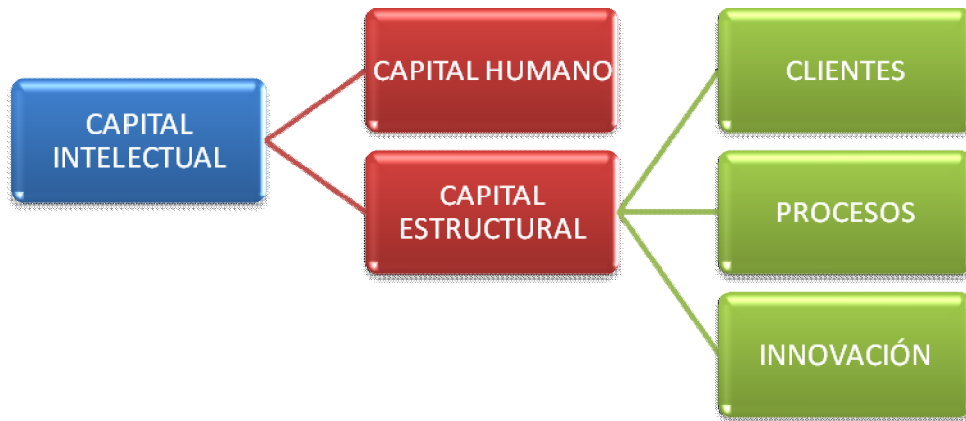 CAPITAL
INTELECTUAL
CAPITAL HUMANO
CAPITAL
ESTRUCTURAL
CLIENTES
PROCESOS
INNOVACIÓN